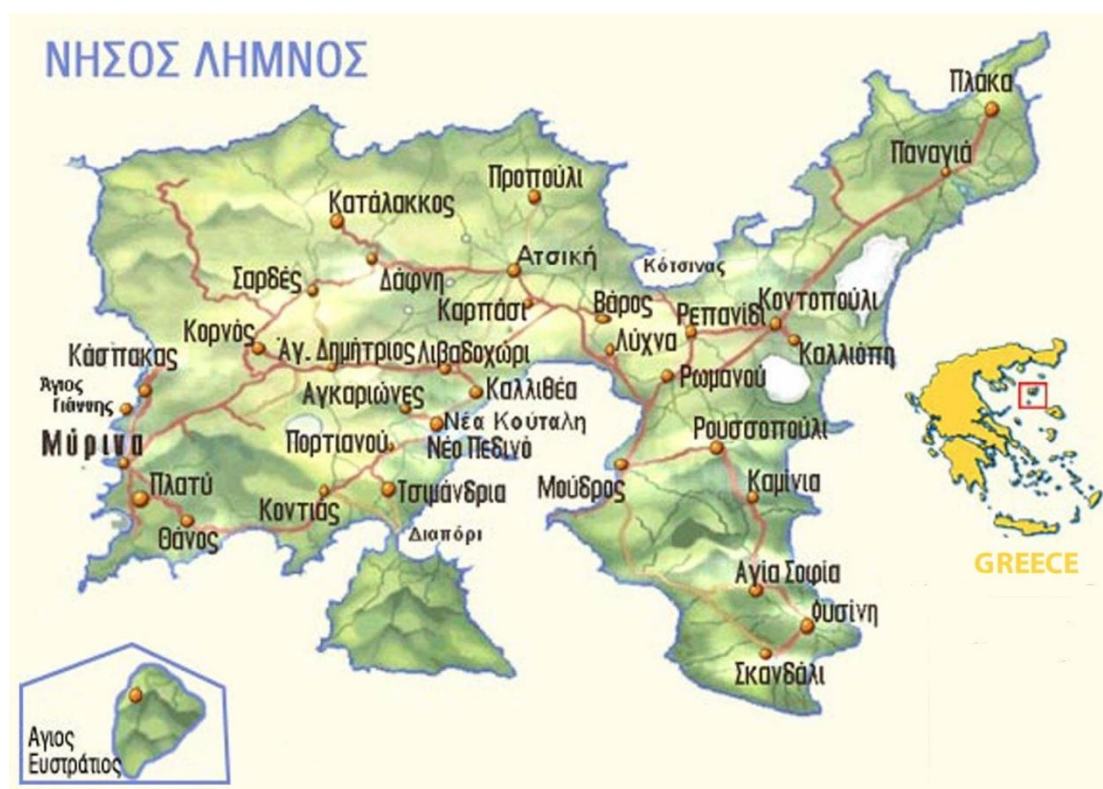 ΝΗΣΟΣ ΛΗΜΝΟΣ
Πλάκα
Παναγιά
Προπούλι
Κατάλακκος
Ατσική
Κότσινας
Δάφνη
Σαρδές
Καρπάσι
Βάρος
Ρεπανίδι
Κοντοπούλι
Κορνός
Λύχνα
Καλλιόπη
Κάσπακας
Άγ. Δημήτριος
Λιβαδοχώρι
Ρωμανού
Άγιος
Γιάννης
Αγκαριώνες
Καλλιθέα
Νέα Κούταλη
Μύρινα
Πορτιανού
Νέο Πεδινό
Ρουσσοπούλι
Πλατύ
Κοντιάς
Τσιμάνδρια
Μούδρος
Καμίνια
Θάνος
Διαπόρι
GREECE
Αγία Σοφία
Φυσίνη
Σκανδάλι
Αγιος
Ευστράτιος